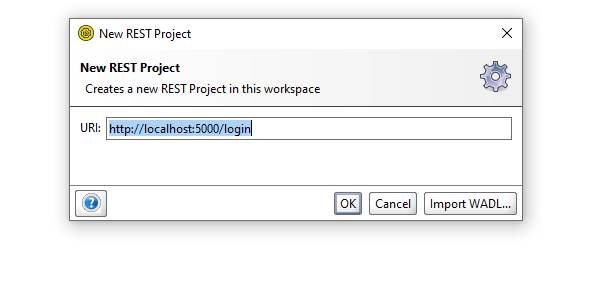 New REST Project
New REST Project
Creates a new REST Project in this workspace
URI: http://localhost:5000/login
? OK Cancel Import WADL...